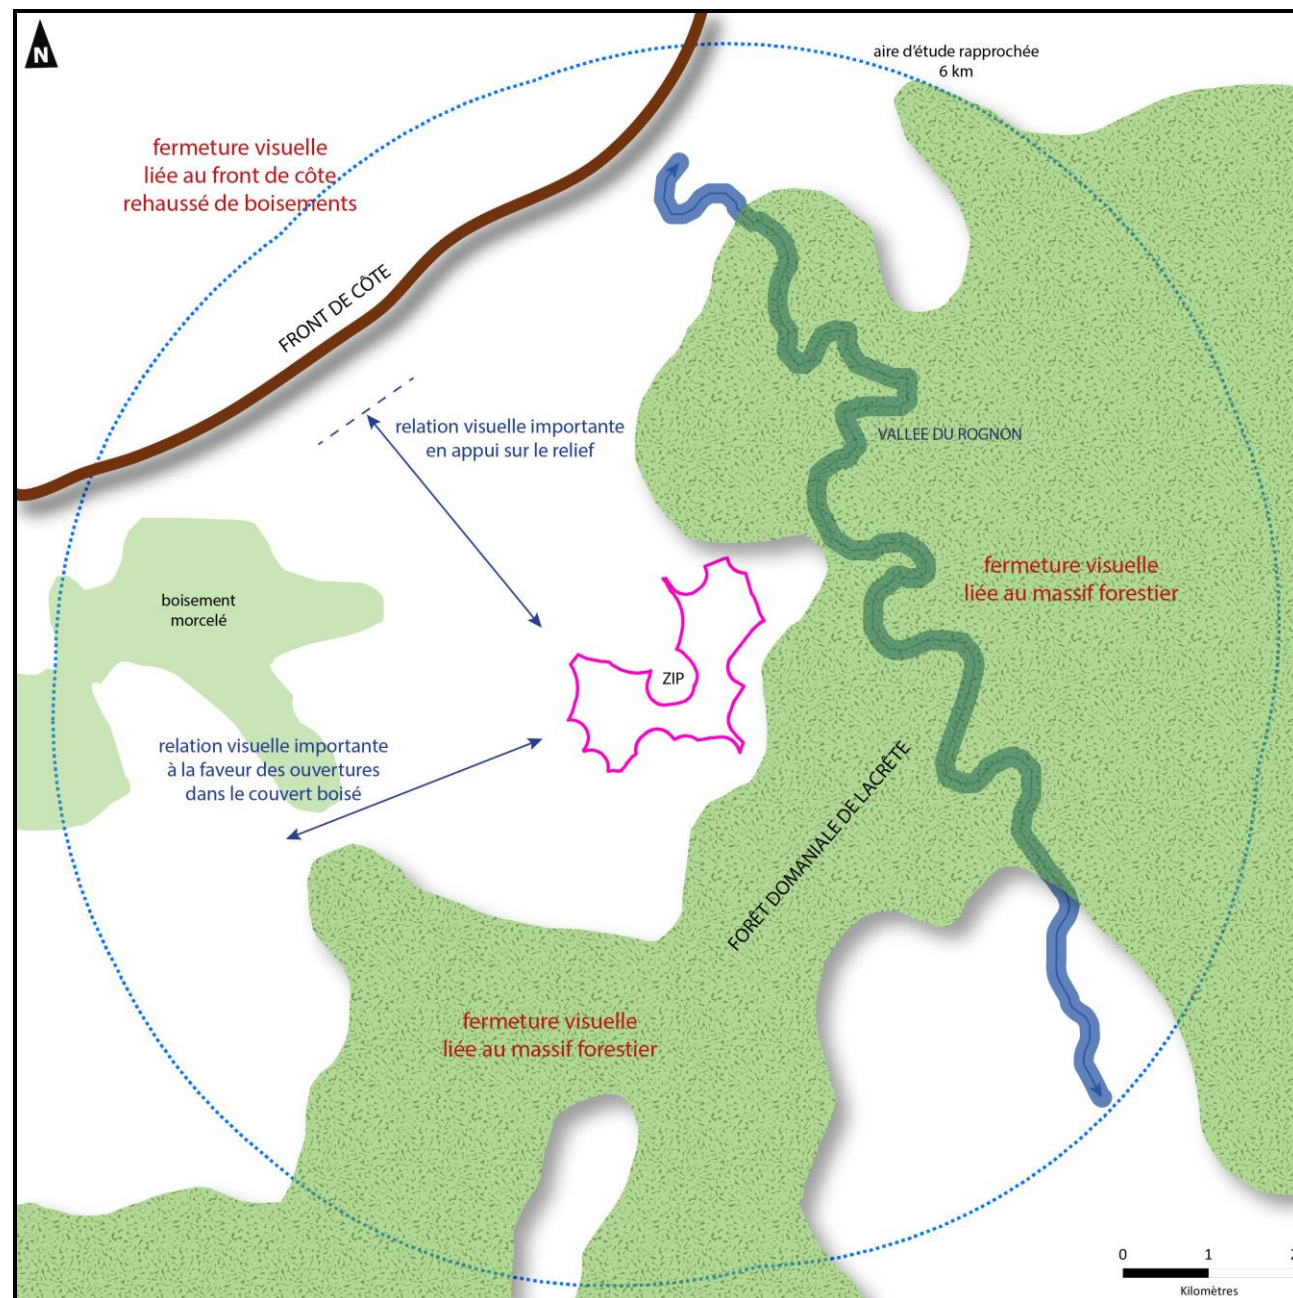 N
aire d'étude rapprochée
6 km
fermeture visuelle
liée au front de côte
rehaussé de boisements
FRONT DE CÔTE
relation visuelle importante
en appui sur le relief
VALLEE DU ROGNON
fermeture visuelle
liée au massif forestier
boisement
morcelé
ZIP
relation visuelle importante
à la faveur des ouvertures
dans le couvert boisé
FORÊT DOMANIALE DE LACRÊTE
fermeture visuelle
liée au massif forestier
0 1 2
Kilomètres